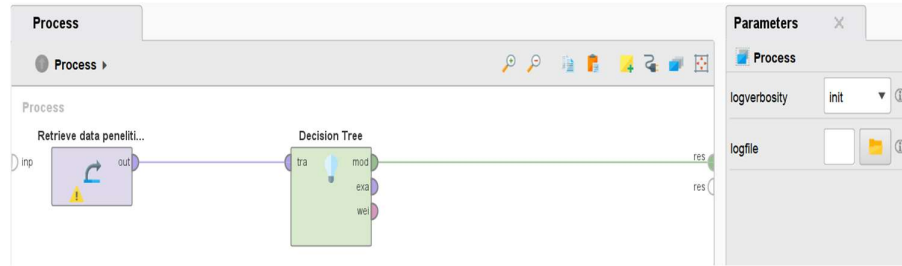 Process
Process
Process
Retrieve data peneliti...
inp
out
Decision Tree
tra
mod
exa
wei
res
res
Parameters
Process
logverbosity
init
logfile